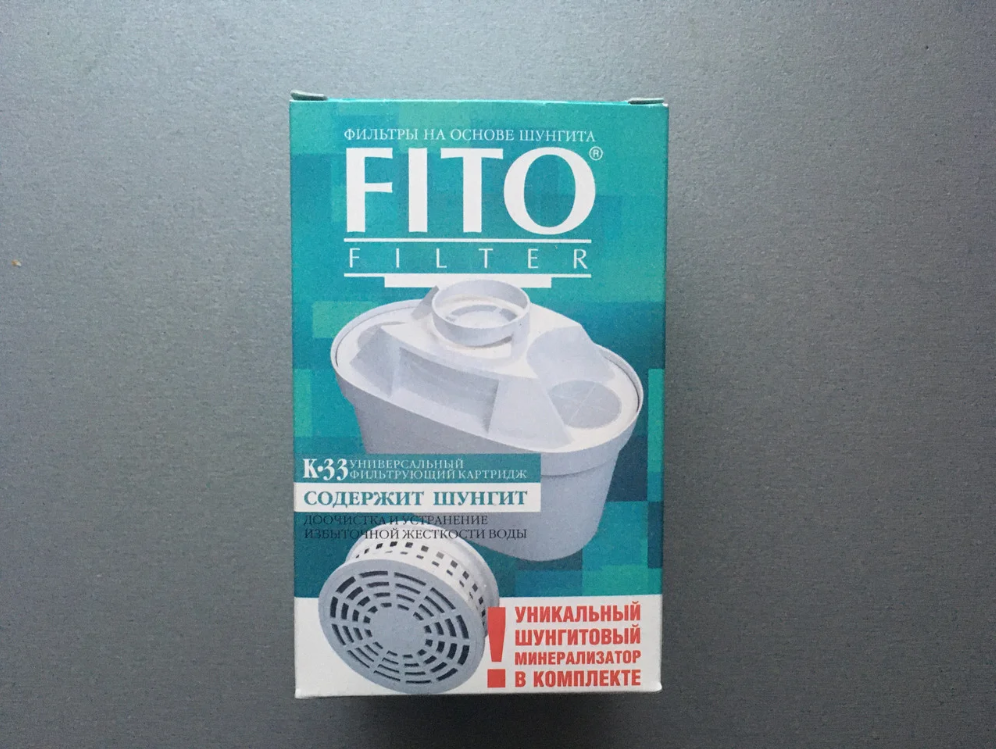 ФИЛЬТРЫ НА ОСНОВЕ ШУНГИТА
FITO®
FILTER
К·33 УНИВЕРСАЛЬНЫЙ
ФИЛЬТРУЮЩИЙ КАРТРИДЖ
СОДЕРЖИТ ШУНГИТ
ДООЧИСТКА И УСТРАНЕНИЕ
ИЗБЫТОЧНОЙ ЖЕСТКОСТИ ВОДЫ
! УНИКАЛЬНЫЙ
ШУНГИТОВЫЙ
МИНЕРАЛИЗАТОР
В КОМПЛЕКТЕ